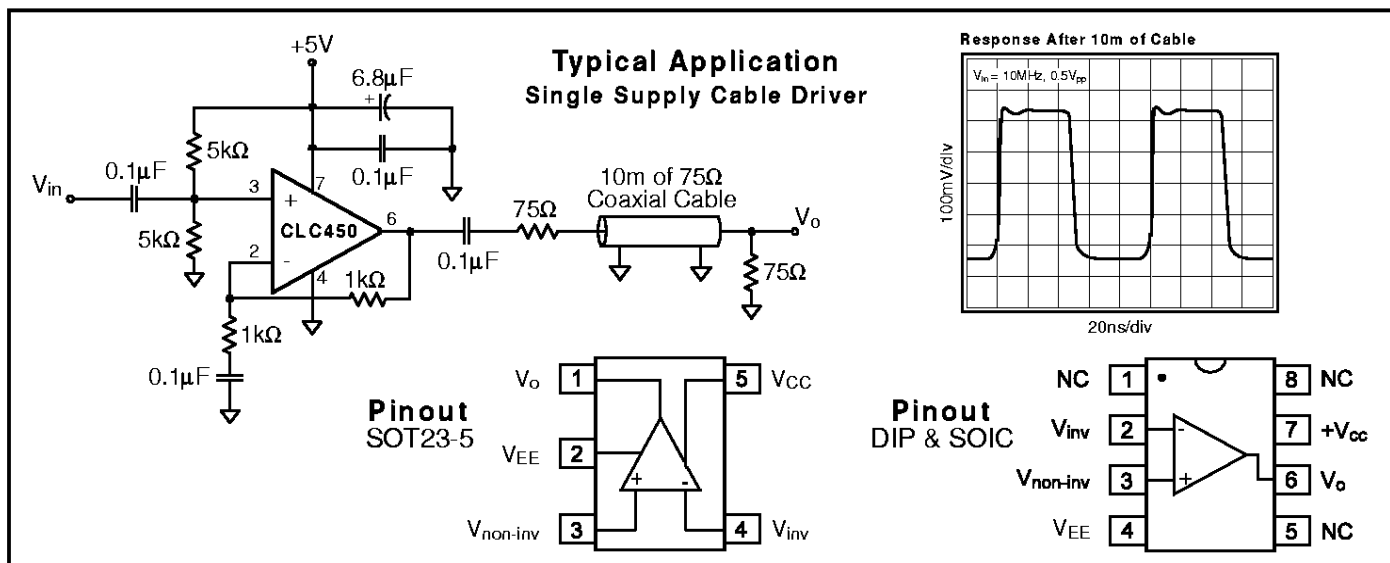 +5V
Typical Application
Single Supply Cable Driver
6.8µF
+
5kΩ
0.1µF
Vin
0.1µF
3
+
7
CLC450
6
2
-
4
5kΩ
1kΩ
1kΩ
0.1µF
0.1µF
75Ω
10m of 75Ω
Coaxial Cable
Vo
75Ω
Response After 10m of Cable
Vin = 10MHz, 0.5Vpp
100mV/div
20ns/div
Pinout
SOT23-5
Vo 1
5 VCC
VEE 2
+ -
Vnon-inv 3
4 Vinv
Pinout
DIP & SOIC
NC 1
8 NC
Vinv 2
-
7 +Vcc
Vnon-inv 3
+
6 Vo
VEE 4
5 NC